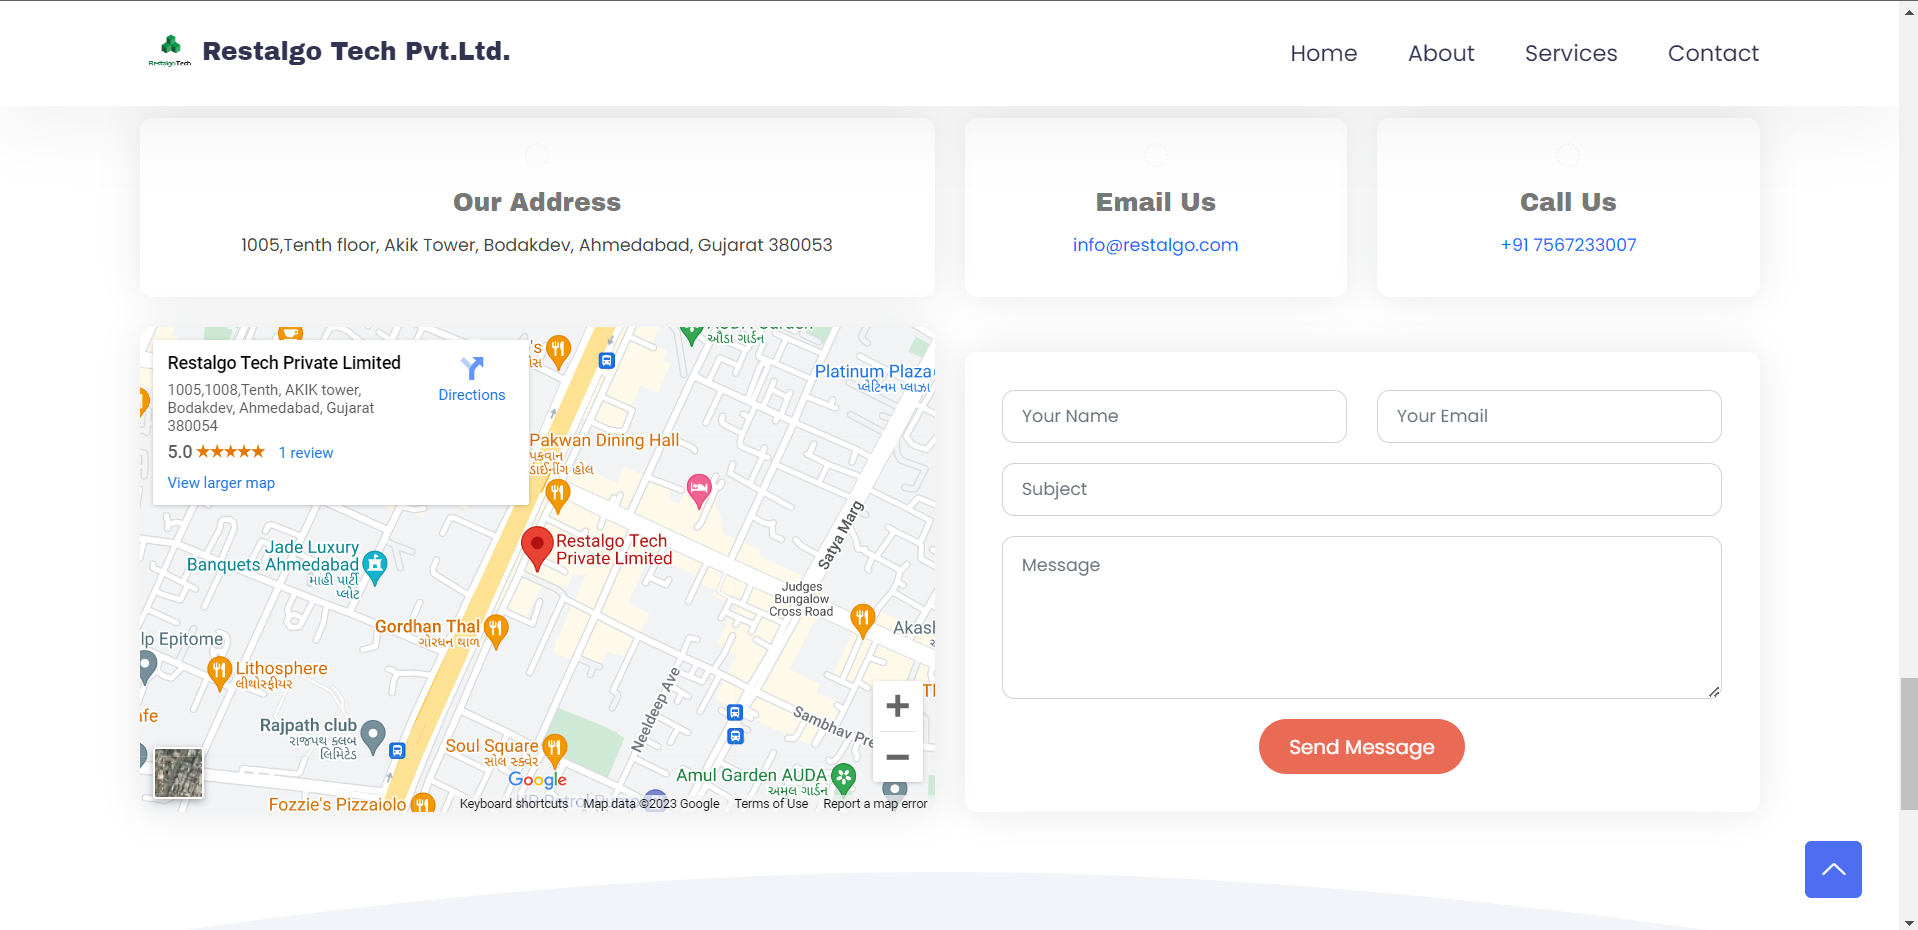 RestalgoTech
Restalgo Tech Pvt.Ltd.
Home
About
Services
Contact
Our Address
1005,Tenth floor, Akik Tower, Bodakdev, Ahmedabad, Gujarat 380053
Email Us
info@restalgo.com
Call Us
+91 7567233007
Restalgo Tech Private Limited
1005,1008,Tenth, AKIK tower,
Bodakdev, Ahmedabad, Gujarat
380054
5.0
1 review
View larger map
Directions
ઔડા ગાર્ડન
Platinum Plaza
પ્લેટિનમ પ્લાઝા
Pakwan Dining Hall
પકવાન
ડાઈનીંગ હોલ
Restalgo Tech
Private Limited
Satya Marg
Jade Luxury
Banquets Ahmedabad
માહી પાર્ટી
પ્લોટ
Judges
Bungalow
Cross Road
Gordhan Thal
ગોરધન થાળ
lp Epitome
Akash
Lithosphere
લીથોસ્ફીયર
Neeldeep Ave
Sambhav Pre
afe
Rajpath club
રાજપથ ક્લબ
લિમિટેડ
Soul Square
સોલ સ્ક્વેર
Google
Amul Garden AUDA
અમલ ગાર્ડન
Fozzie's Pizzaiolo
Keyboard shortcuts
Map data ©2023 Google
Terms of Use
Report a map error
Your Name
Your Email
Subject
Message
Send Message